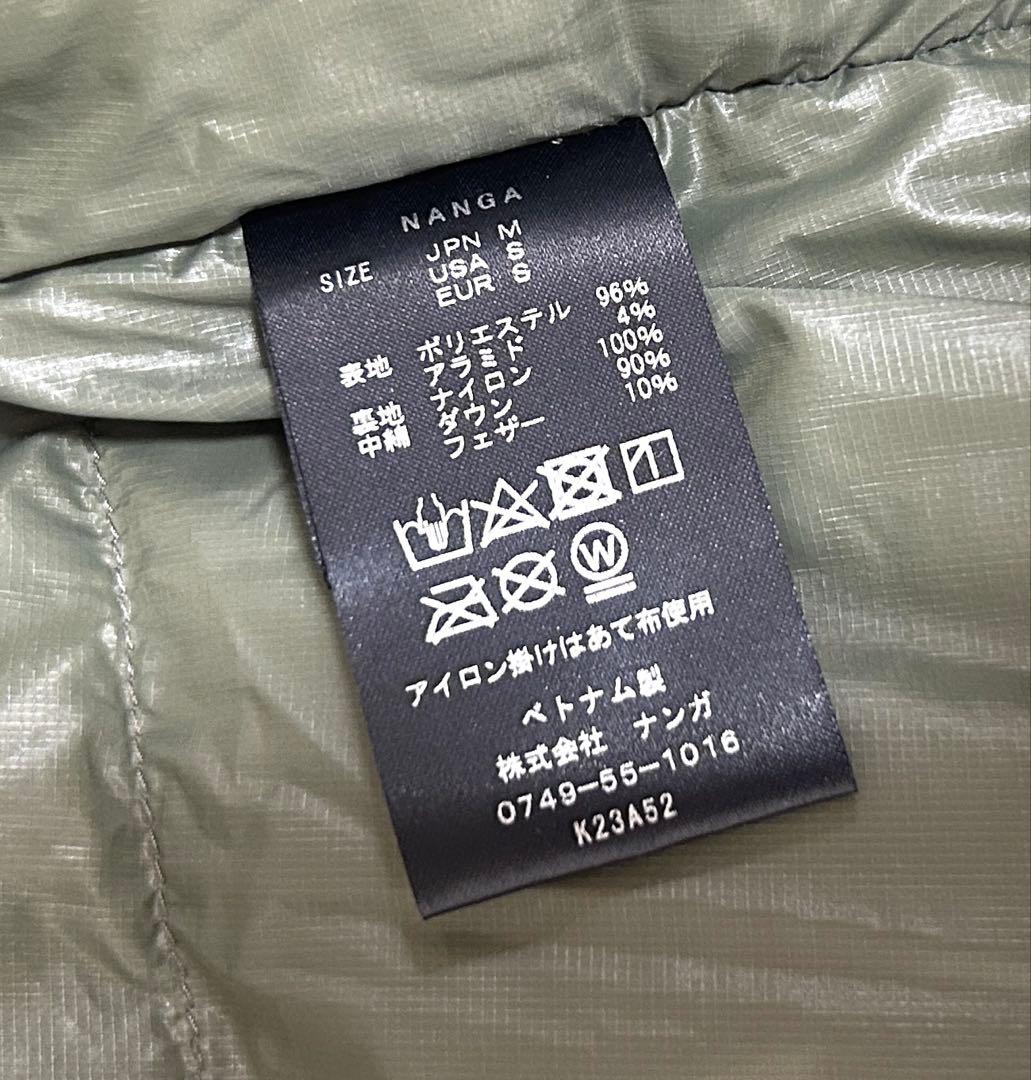 NANGA
SIZE JPN M
USA S
EUR S
表地 ポリエステル 96%
アラミド 4%
裏地 ナイロン 100%
中綿 ダウン 90%
フェザー 10%
W
アイロン掛けはあて布使用
ベトナム製
株式会社 ナンガ
0749-55-1016
K23A52